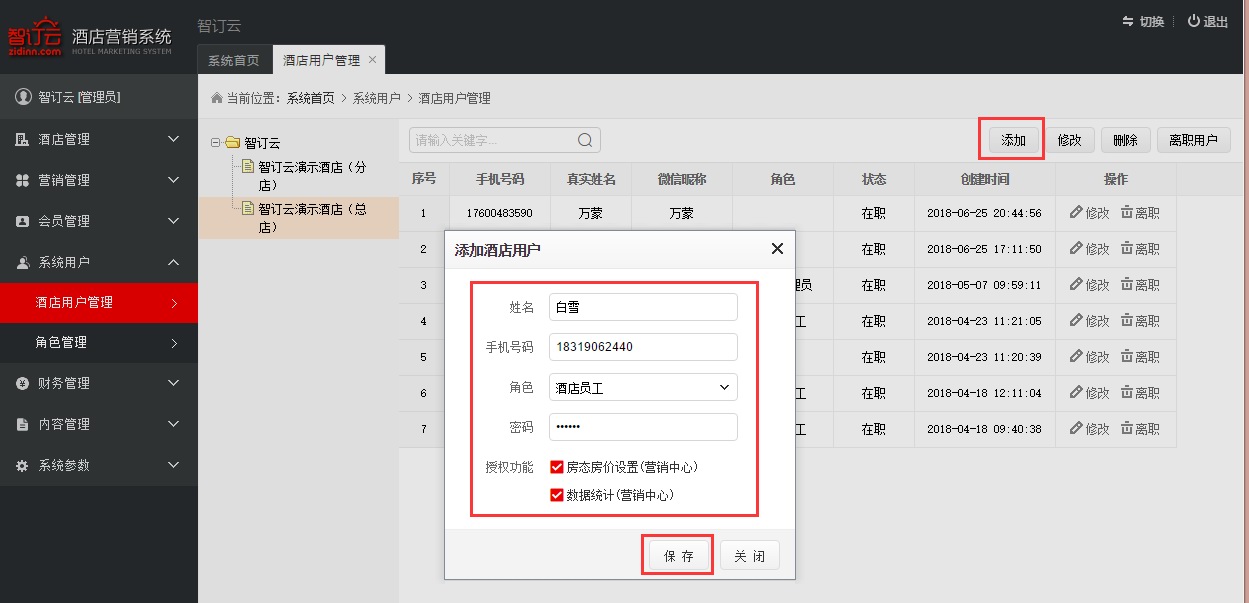 智订云
zidinn.com
酒店营销系统
HOTEL MARKETING SYSTEM
智订云
切换 退出
系统首页 酒店用户管理
智订云 [管理员]
酒店管理
营销管理
会员管理
系统用户
酒店用户管理
角色管理
财务管理
内容管理
系统参数
当前位置: 系统首页 > 系统用户 > 酒店用户管理
智订云
智订云演示酒店（分
店）
智订云演示酒店（总
店）
请输入关键字...
添加 修改 删除 离职用户
序号 手机号码 真实姓名 微信昵称 角色 状态 创建时间 操作
1 17600483590 万蒙 万蒙 在职 2018-06-25 20:44:56 修改 离职
2 在职 2018-06-25 17:11:50 修改 离职
3 理员 在职 2018-05-07 09:59:11 修改 离职
4 工 在职 2018-04-23 11:21:05 修改 离职
5 在职 2018-04-23 11:20:39 修改 离职
6 工 在职 2018-04-18 12:11:04 修改 离职
7 工 在职 2018-04-18 09:40:38 修改 离职
添加酒店用户
姓名 白雪
手机号码 18319062440
角色 酒店员工
密码 ••••••
授权功能 房态房价设置(营销中心)
数据统计(营销中心)
保 存 关 闭